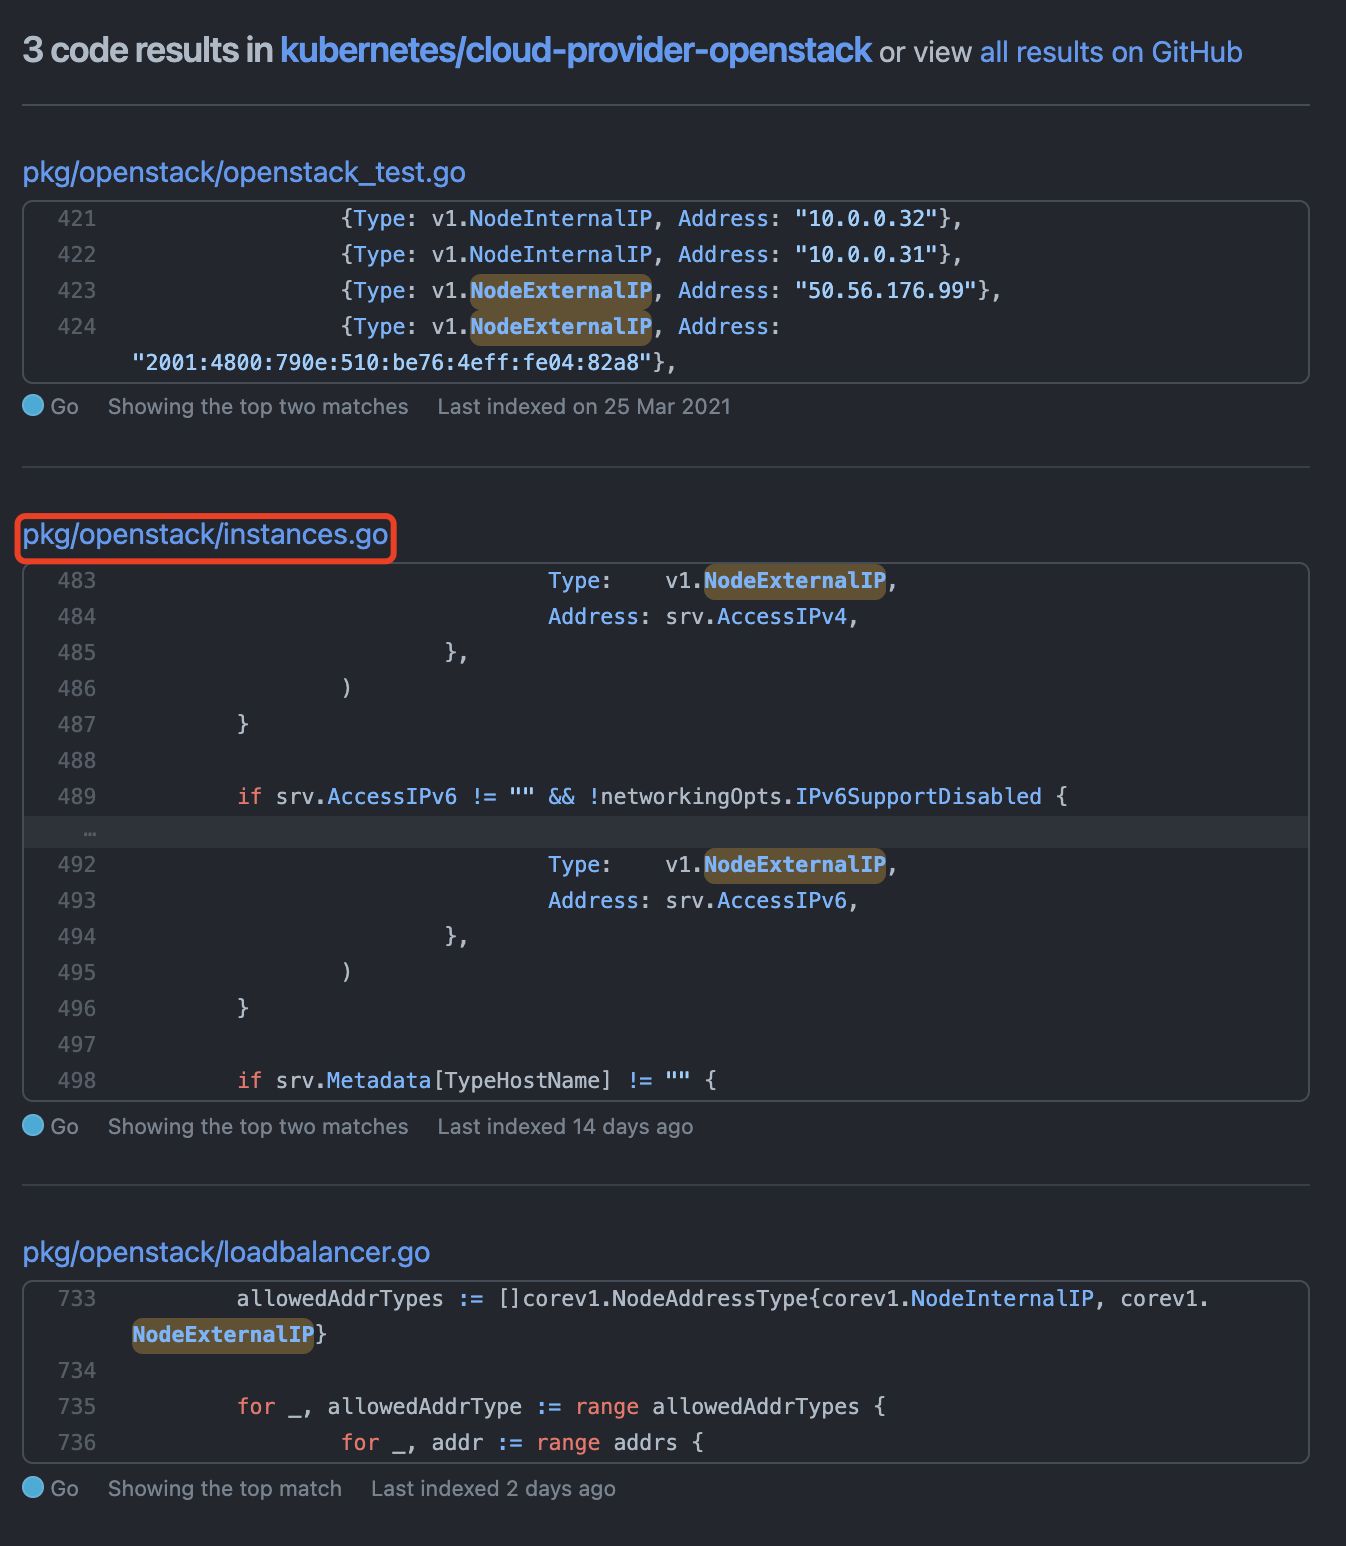 3 code results in kubernetes/cloud-provider-openstack or view all results on GitHub
pkg/openstack/openstack_test.go
421 {Type: v1.NodeInternalIP, Address: "10.0.0.32"},
422 {Type: v1.NodeInternalIP, Address: "10.0.0.31"},
423 {Type: v1.NodeExternalIP, Address: "50.56.176.99"},
424 {Type: v1.NodeExternalIP, Address:
"2001:4800:790e:510:be76:4eff:fe04:82a8"},
Go Showing the top two matches Last indexed on 25 Mar 2021
pkg/openstack/instances.go
483 Type: v1.NodeExternalIP,
484 Address: srv.AccessIPv4,
485 },
486 )
487 }
488
489 if srv.AccessIPv6 != "" && !networkingOpts.IPv6SupportDisabled {
…
492 Type: v1.NodeExternalIP,
493 Address: srv.AccessIPv6,
494 },
495 )
496 }
497
498 if srv.Metadata[TypeHostName] != "" {
Go Showing the top two matches Last indexed 14 days ago
pkg/openstack/loadbalancer.go
733 allowedAddrTypes := []corev1.NodeAddressType{corev1.NodeInternalIP, corev1.
NodeExternalIP}
734
735 for _, allowedAddrType := range allowedAddrTypes {
736 for _, addr := range addrs {
Go Showing the top match Last indexed 2 days ago